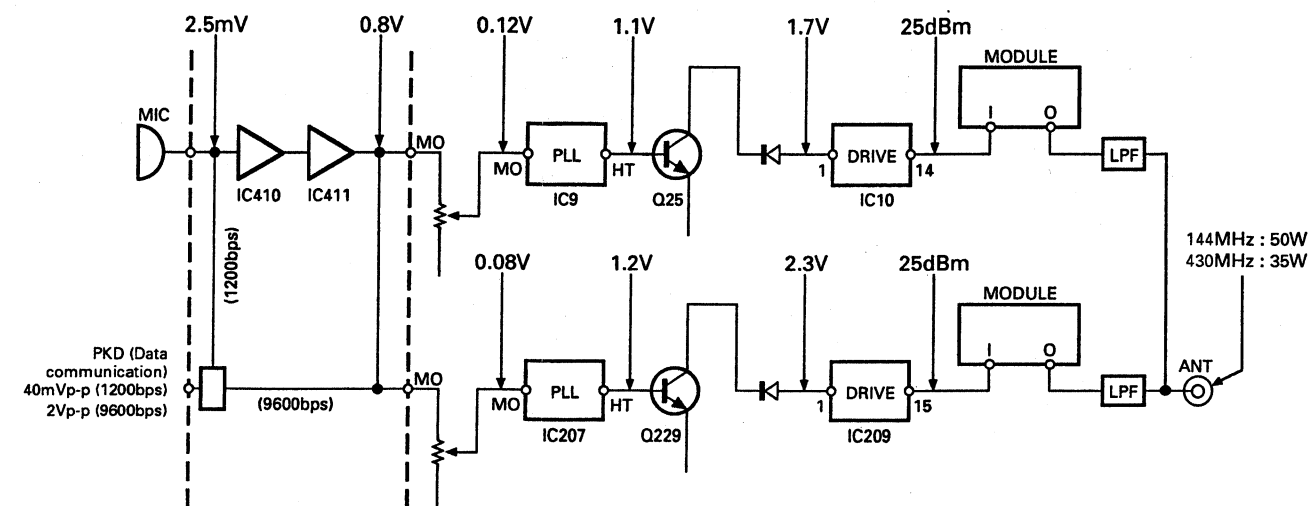 2.5mV
0.8V
0.12V
1.1V
1.7V
25dBm
MODULE
MIC
I
O
MO
MO
PLL
HT
1
DRIVE
14
LPF
IC410
IC411
IC9
Q25
IC10
(1200bps)
144MHz : 50W
430MHz : 35W
0.08V
1.2V
2.3V
25dBm
MODULE
PKD (Data
communication)
40mVp-p (1200bps)
2Vp-p (9600bps)
(9600bps)
I
O
ANT
MO
MO
PLL
HT
1
DRIVE
15
LPF
IC207
Q229
IC209